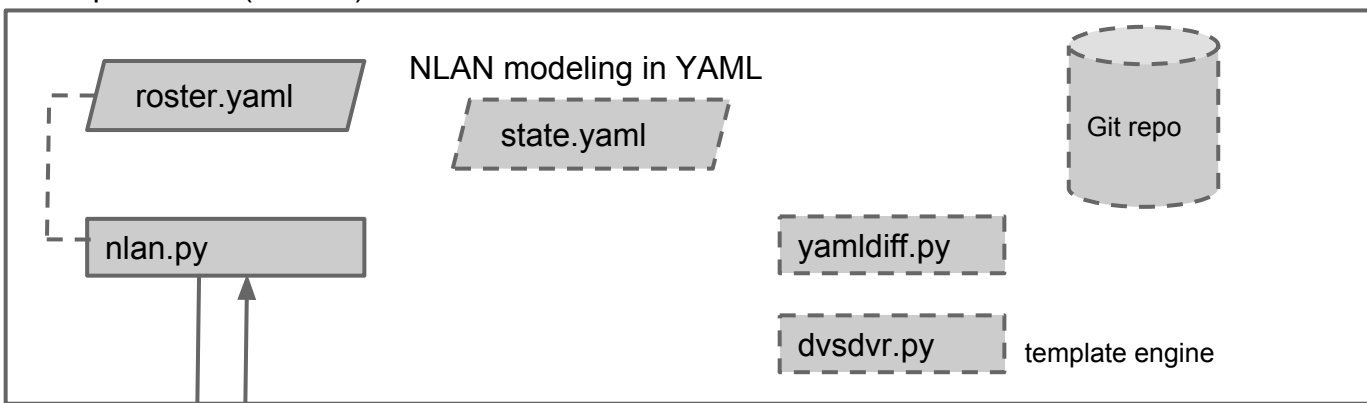 NLAN modeling in YAML
roster.yaml
state.yaml
Git repo
nlan.py
yamldiff.py
dvsdvr.py
template engine